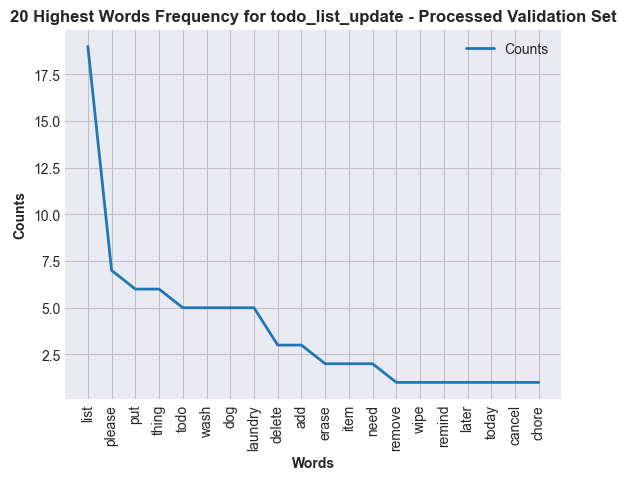 20 Highest Words Frequency for todo_list_update - Processed Validation Set
Counts
17.5
15.0
12.5
10.0
7.5
5.0
2.5
Counts
list
please
put
thing
todo
wash
dog
laundry
delete
add
erase
item
need
remove
wipe
remind
later
today
cancel
chore
Words